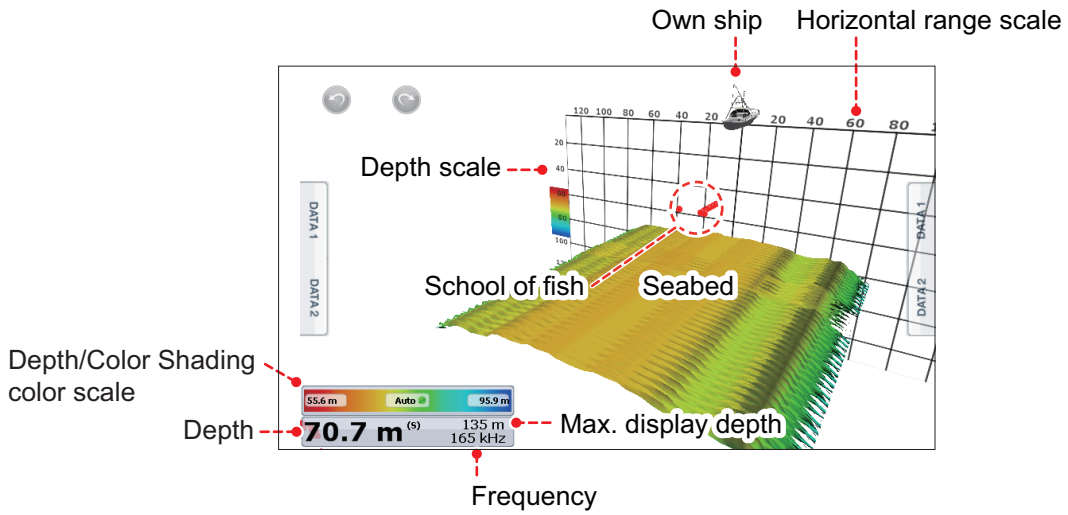 Own ship
Horizontal range scale
120 100 80 60 40 20 20 40 60 80
Depth scale
20
40
60
80
100
DATA 1
DATA 2
DATA 1
DATA 2
School of fish
Seabed
Depth/Color Shading
color scale
55.6 m Auto 95.9 m
Depth
70.7 m (s)
135 m
165 kHz
Max. display depth
Frequency